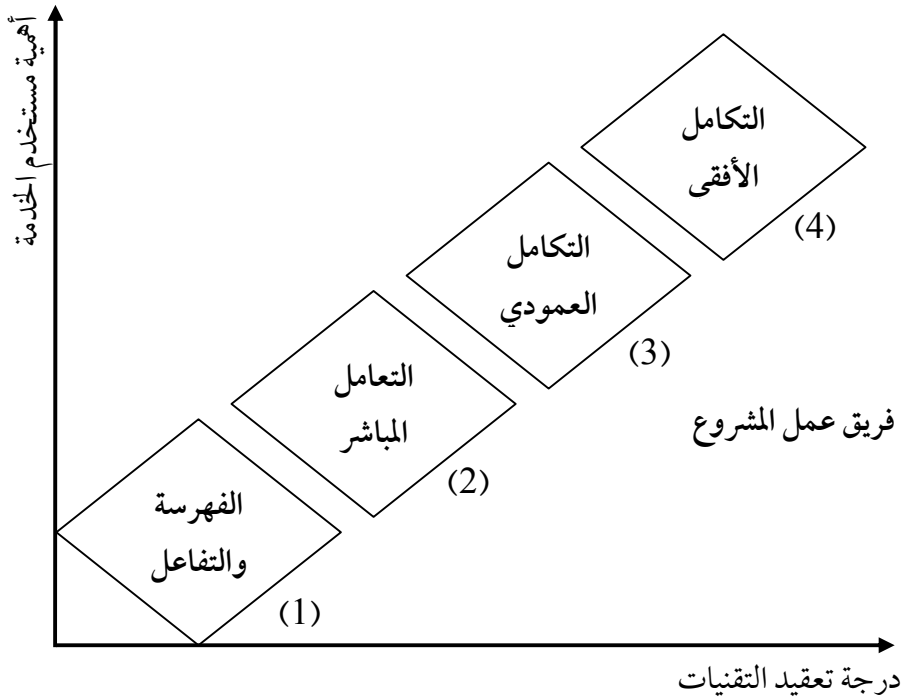 أهمية مستخدم الخدمة
التكامل
الأفقى
(4)
التكامل
العمودي
(3)
التعامل
المباشر
(2)
فريق عمل المشروع
الفهرسة
والتفاعل
(1)
درجة تعقيد التقنيات